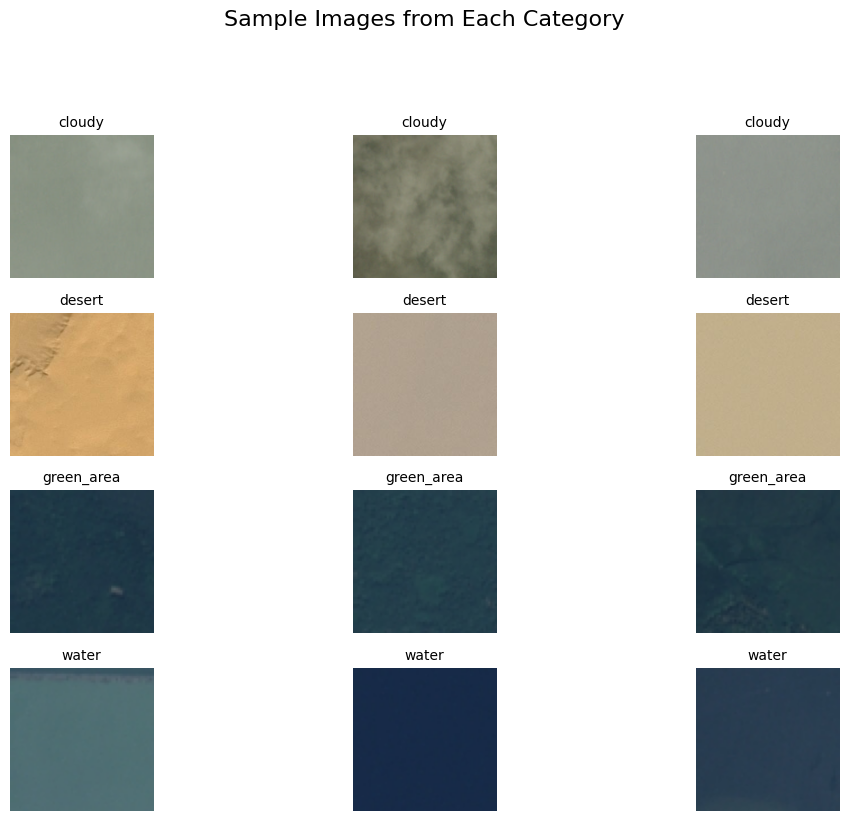 Sample Images from Each Category
cloudy cloudy cloudy
desert desert desert
green_area green_area green_area
water water water